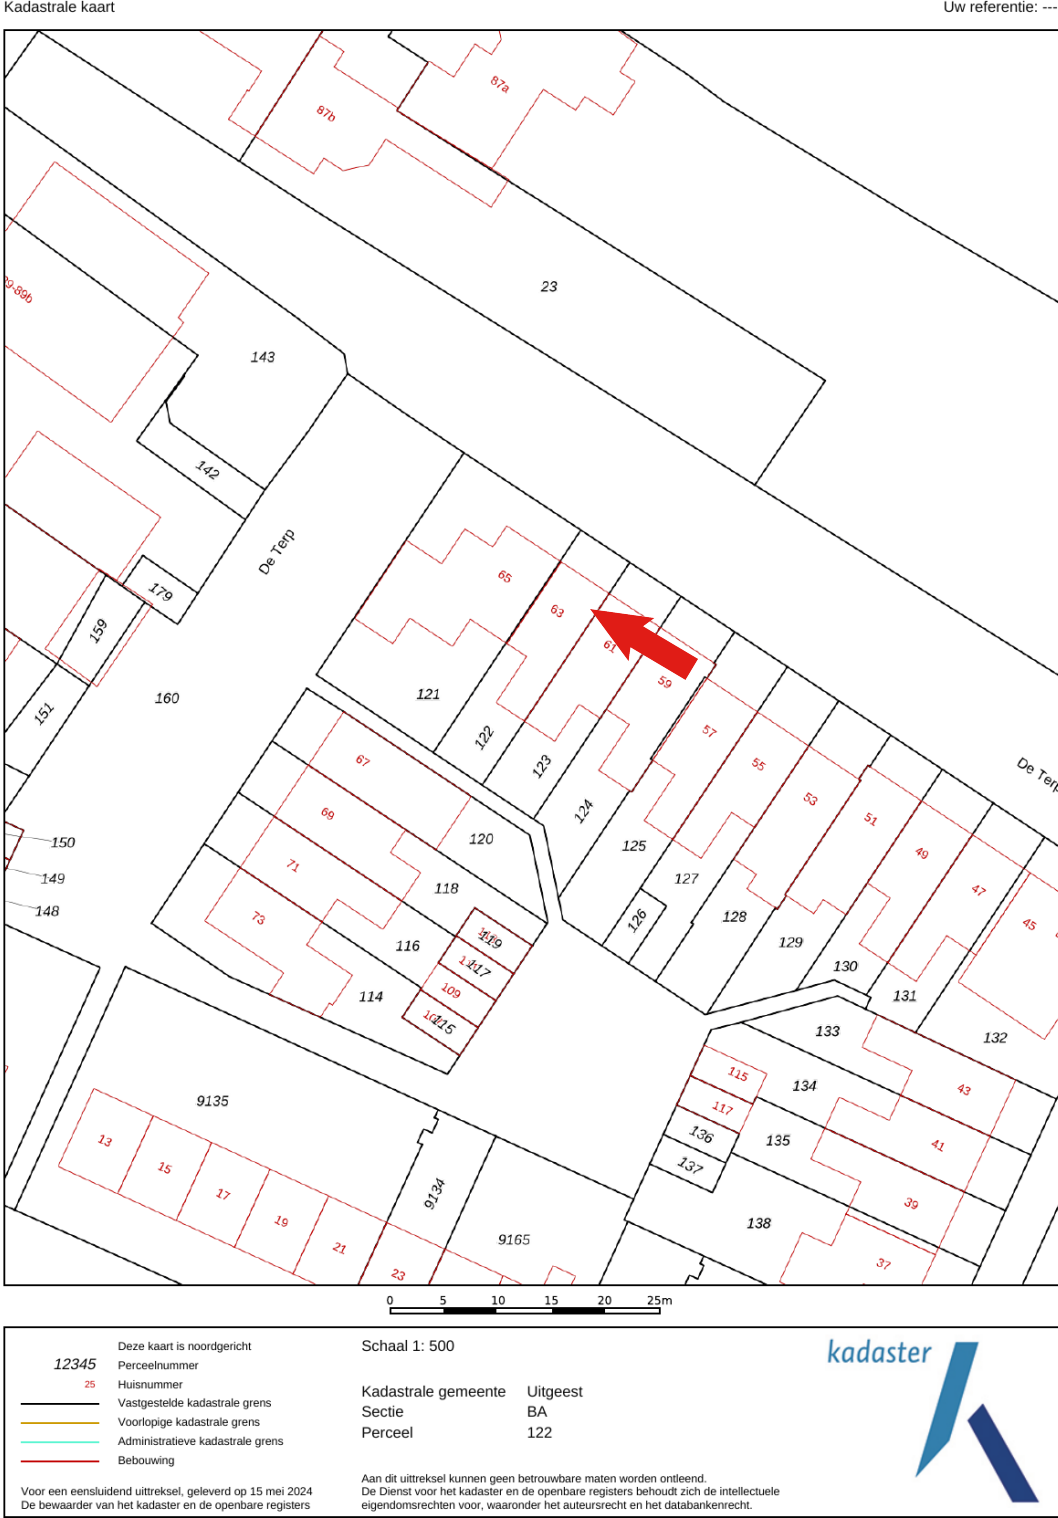 Kadastrale kaart
Uw referentie: ---
87a
87b
23
143
142
De Terp
179
159
160
151
150
149
148
65
63
61
59
57
55
53
51
49
47
45
De Terp
121
122
123
124
125
126
127
128
129
130
131
132
67
69
71
73
120
118
119
116
117
109
114
115
133
134
135
136
137
138
115
117
43
41
39
37
9135
13
15
17
19
21
23
9134
9165
0 5 10 15 20 25m
Deze kaart is noordgericht
12345 Perceelnummer
25 Huisnummer
Vastgestelde kadastrale grens
Voorlopige kadastrale grens
Administratieve kadastrale grens
Bebouwing
Voor een eensluidend uittreksel, geleverd op 15 mei 2024
De bewaarder van het kadaster en de openbare registers
Schaal 1: 500
Kadastrale gemeente Uitgeest
Sectie BA
Perceel 122
Aan dit uittreksel kunnen geen betrouwbare maten worden ontleend.
De Dienst voor het kadaster en de openbare registers behoudt zich de intellectuele
eigendomsrechten voor, waaronder het auteursrecht en het databankenrecht.
kadaster